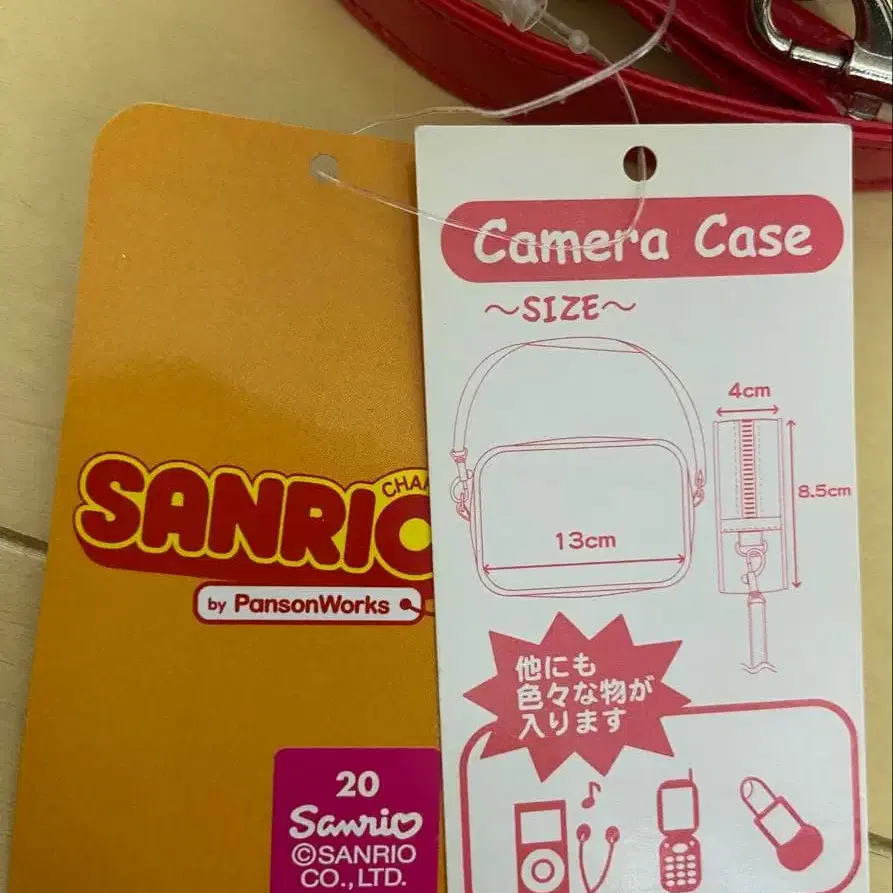 SANRIO
by PansonWorks
20
Sanrio
©SANRIO
CO.,LTD.
Camera Case
～SIZE～
4cm
8.5cm
13cm
他にも
色々な物が
入ります